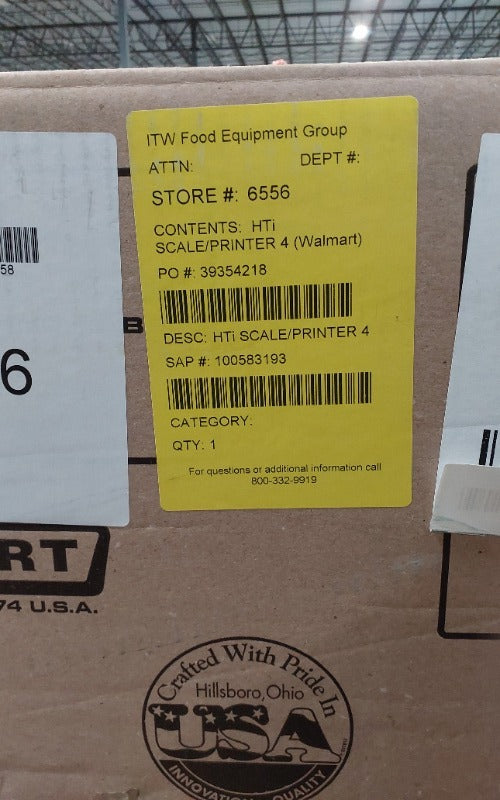 ITW Food Equipment Group
ATTN: DEPT #:
STORE #: 6556
CONTENTS: HTi
SCALE/PRINTER 4 (Walmart)
PO #: 39354218
DESC: HTi SCALE/PRINTER 4
SAP #: 100583193
CATEGORY:
QTY: 1
For questions or additional information call
800-332-9919
58
6
B
RT
74 U.S.A.
Crafted With Pride In
Hillsboro, Ohio
USA
INNOVATION QUALITY